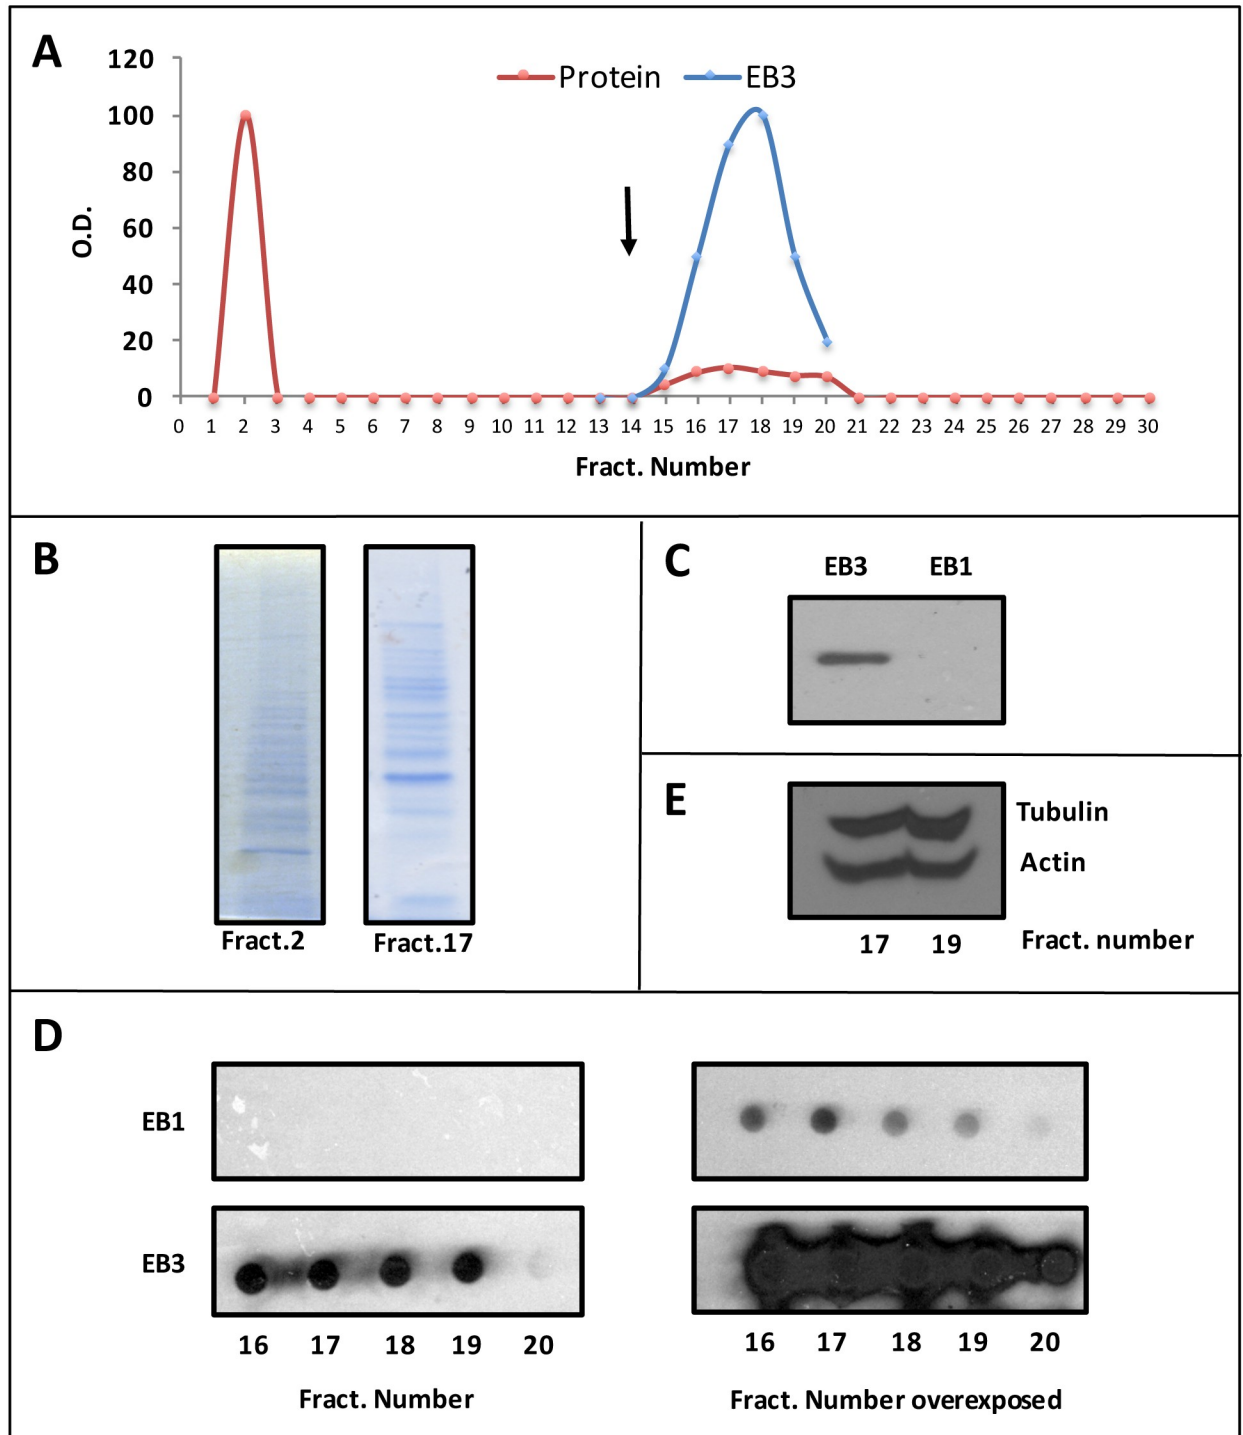 A
120
100
80
60
40
20
0
O.D.
Protein EB3
0 1 2 3 4 5 6 7 8 9 10 11 12 13 14 15 16 17 18 19 20 21 22 23 24 25 26 27 28 29 30
Fract. Number
B
Fract.2 Fract.17
C
EB3 EB1
E
Tubulin
Actin
17 19 Fract. number
D
EB1
EB3
16 17 18 19 20
Fract. Number
16 17 18 19 20
Fract. Number overexposed